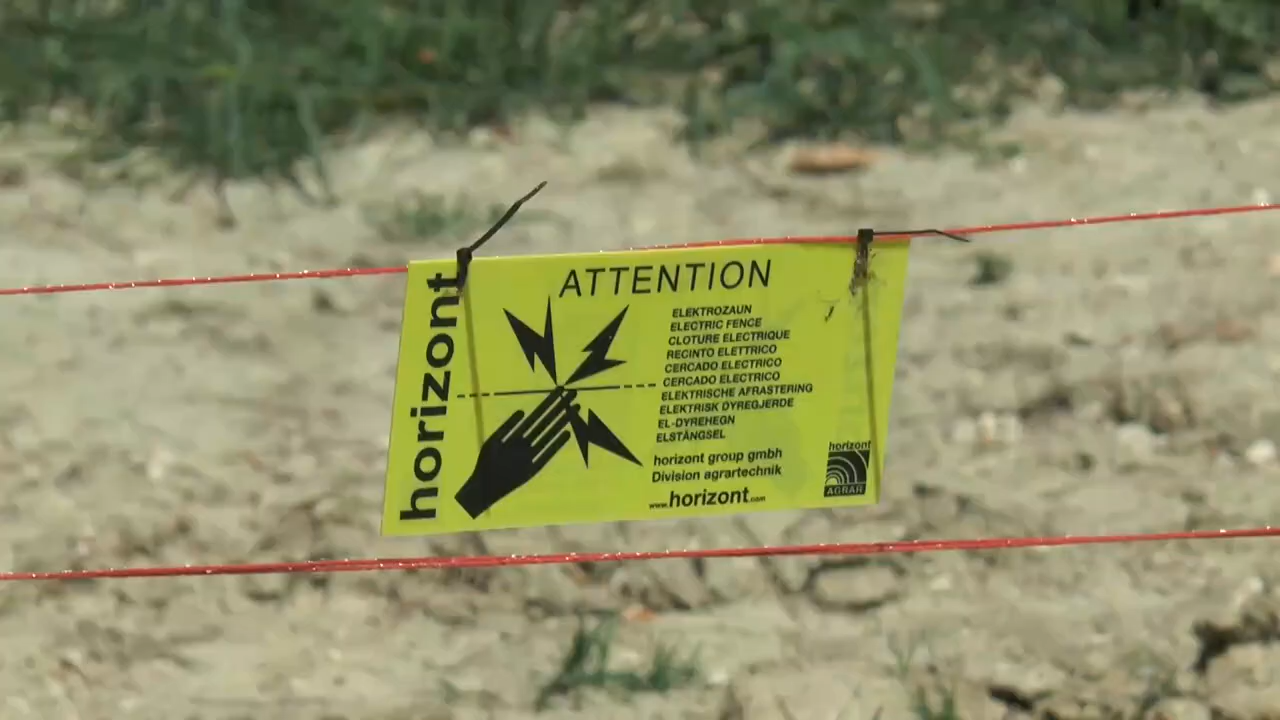 horizont
ATTENTION
ELEKTROZAUN
ELECTRIC FENCE
CLOTURE ELECTRIQUE
RECINTO ELETTRICO
CERCADO ELECTRICO
CERCADO ELECTRICO
ELEKTRISCHE AFRASTERING
ELEKTRISK DYREGJERDE
EL-DYREHEGN
ELSTÄNGSEL
horizont group gmbh
Division agrartechnik
www.horizont.com
horizont
AGRAR